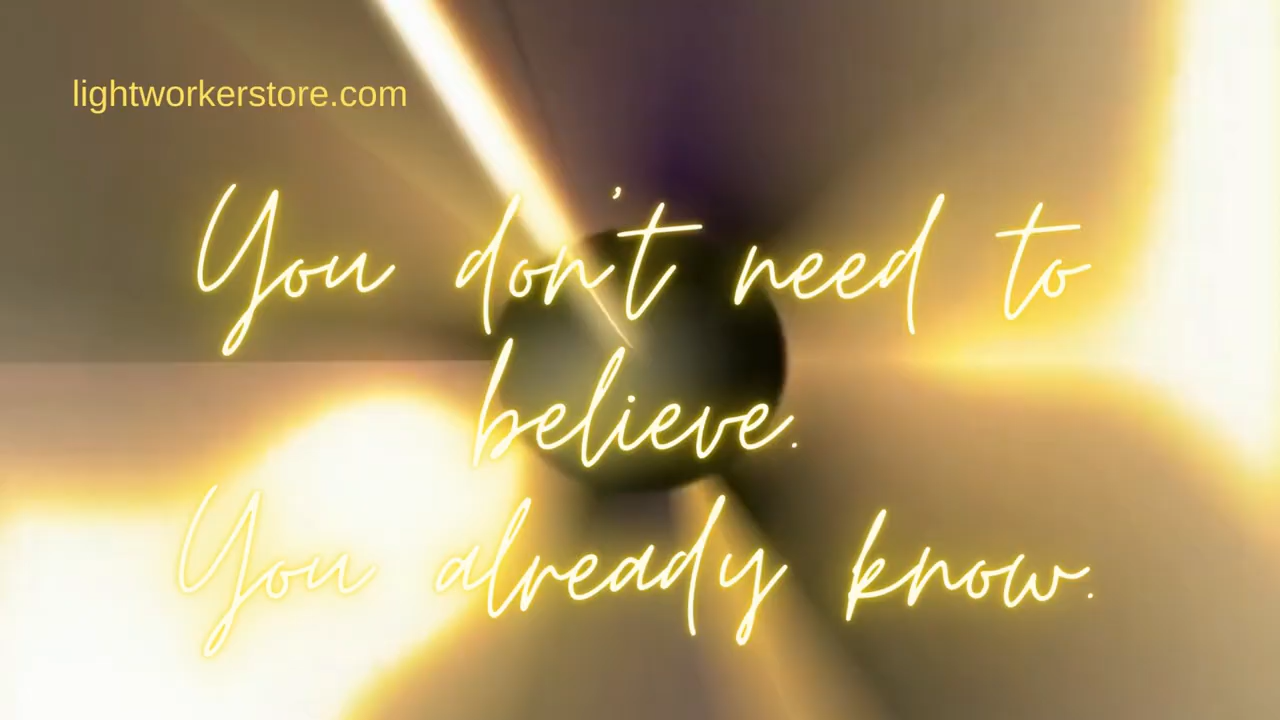 lightworkerstore.com
You don't need to
believe.
You already know.